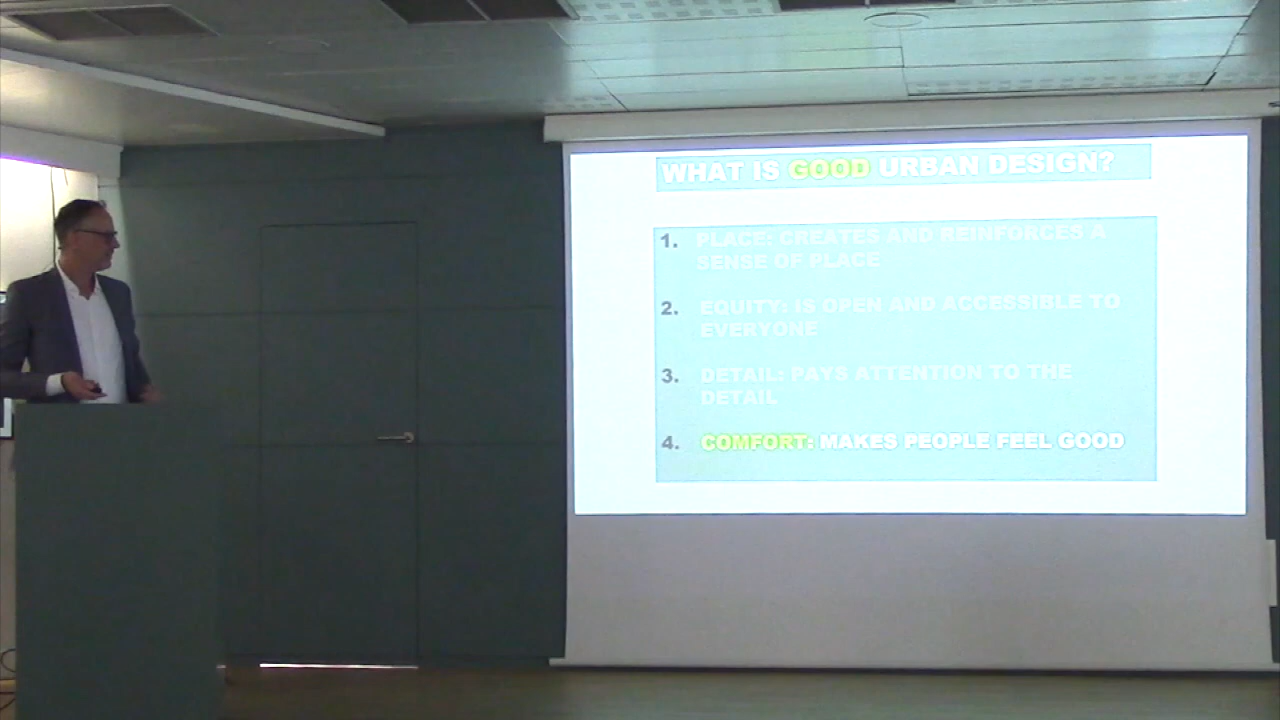 WHAT IS GOOD URBAN DESIGN?
1. PLACE: CREATES AND REINFORCES A
SENSE OF PLACE
2. EQUITY: IS OPEN AND ACCESSIBLE TO
EVERYONE
3. DETAIL: PAYS ATTENTION TO THE
DETAIL
4. COMFORT: MAKES PEOPLE FEEL GOOD